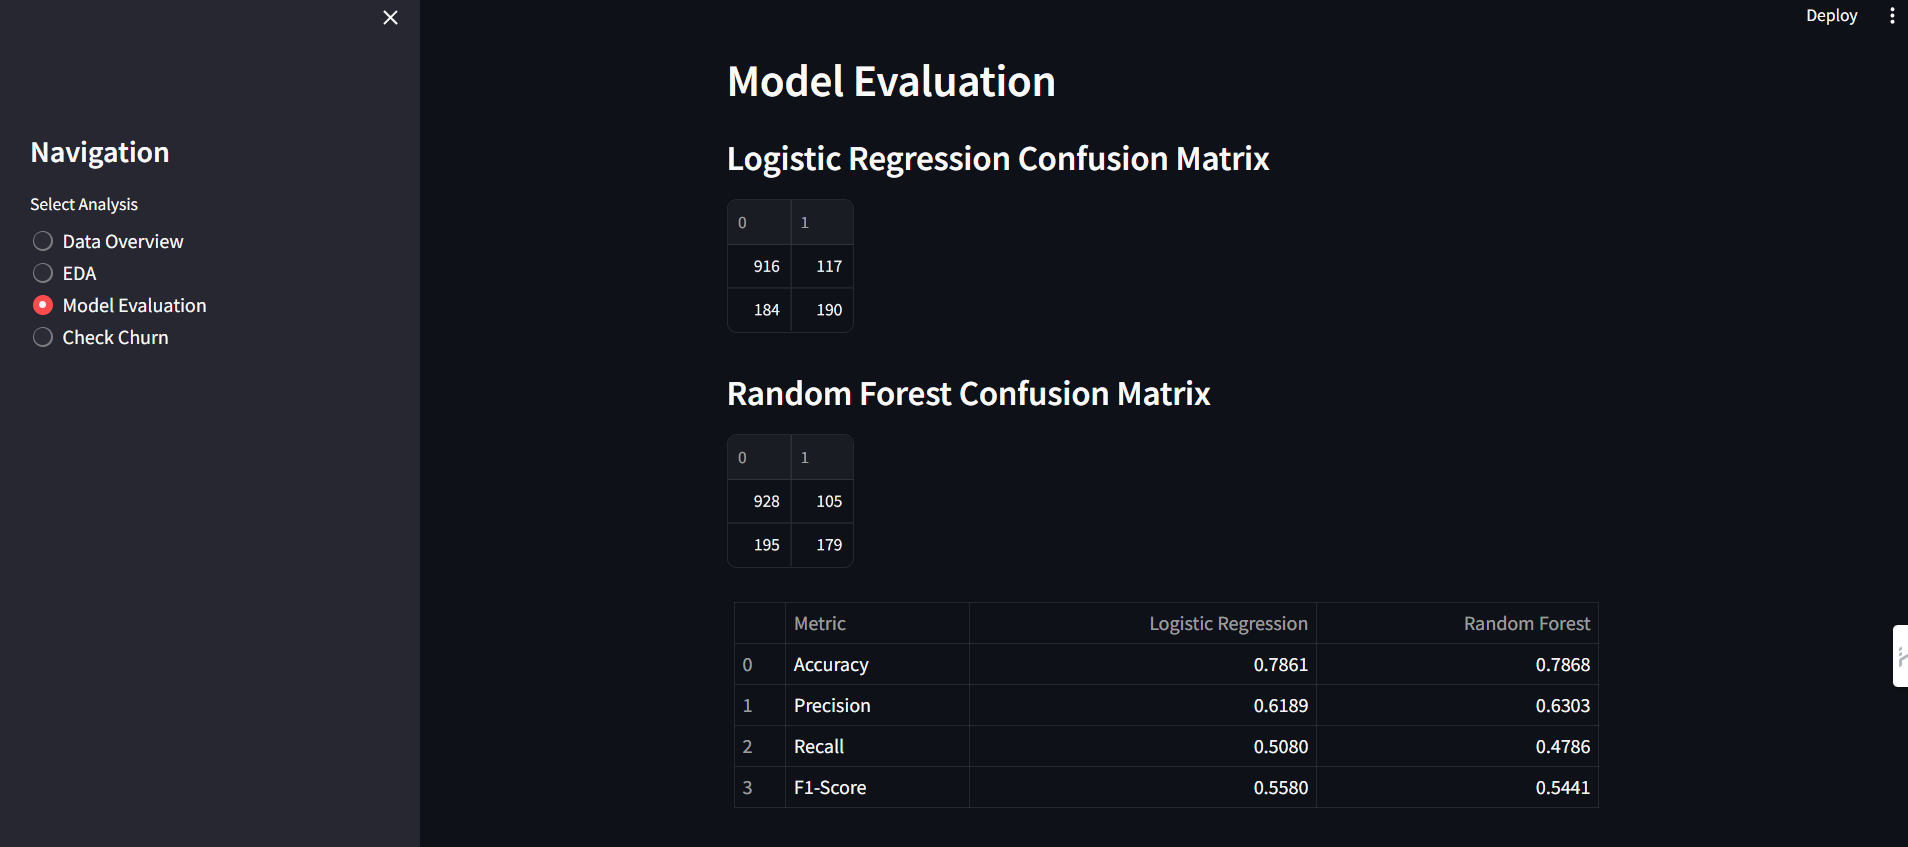 Deploy
Navigation
Select Analysis
Data Overview
EDA
Model Evaluation
Check Churn
Model Evaluation
Logistic Regression Confusion Matrix
0 1
916 117
184 190
Random Forest Confusion Matrix
0 1
928 105
195 179
Metric Logistic Regression Random Forest
0 Accuracy 0.7861 0.7868
1 Precision 0.6189 0.6303
2 Recall 0.5080 0.4786
3 F1-Score 0.5580 0.5441